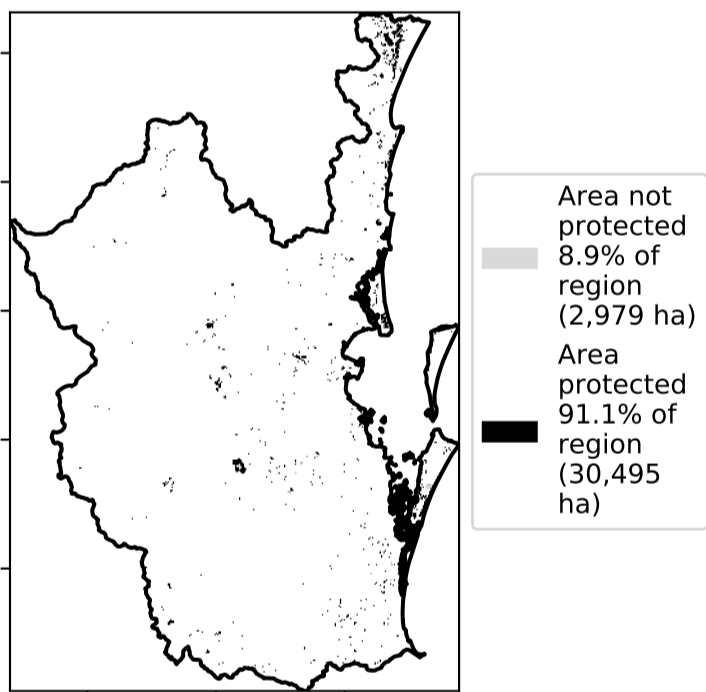 Area not
protected
8.9% of
region
(2,979 ha)
Area
protected
91.1% of
region
(30,495
ha)